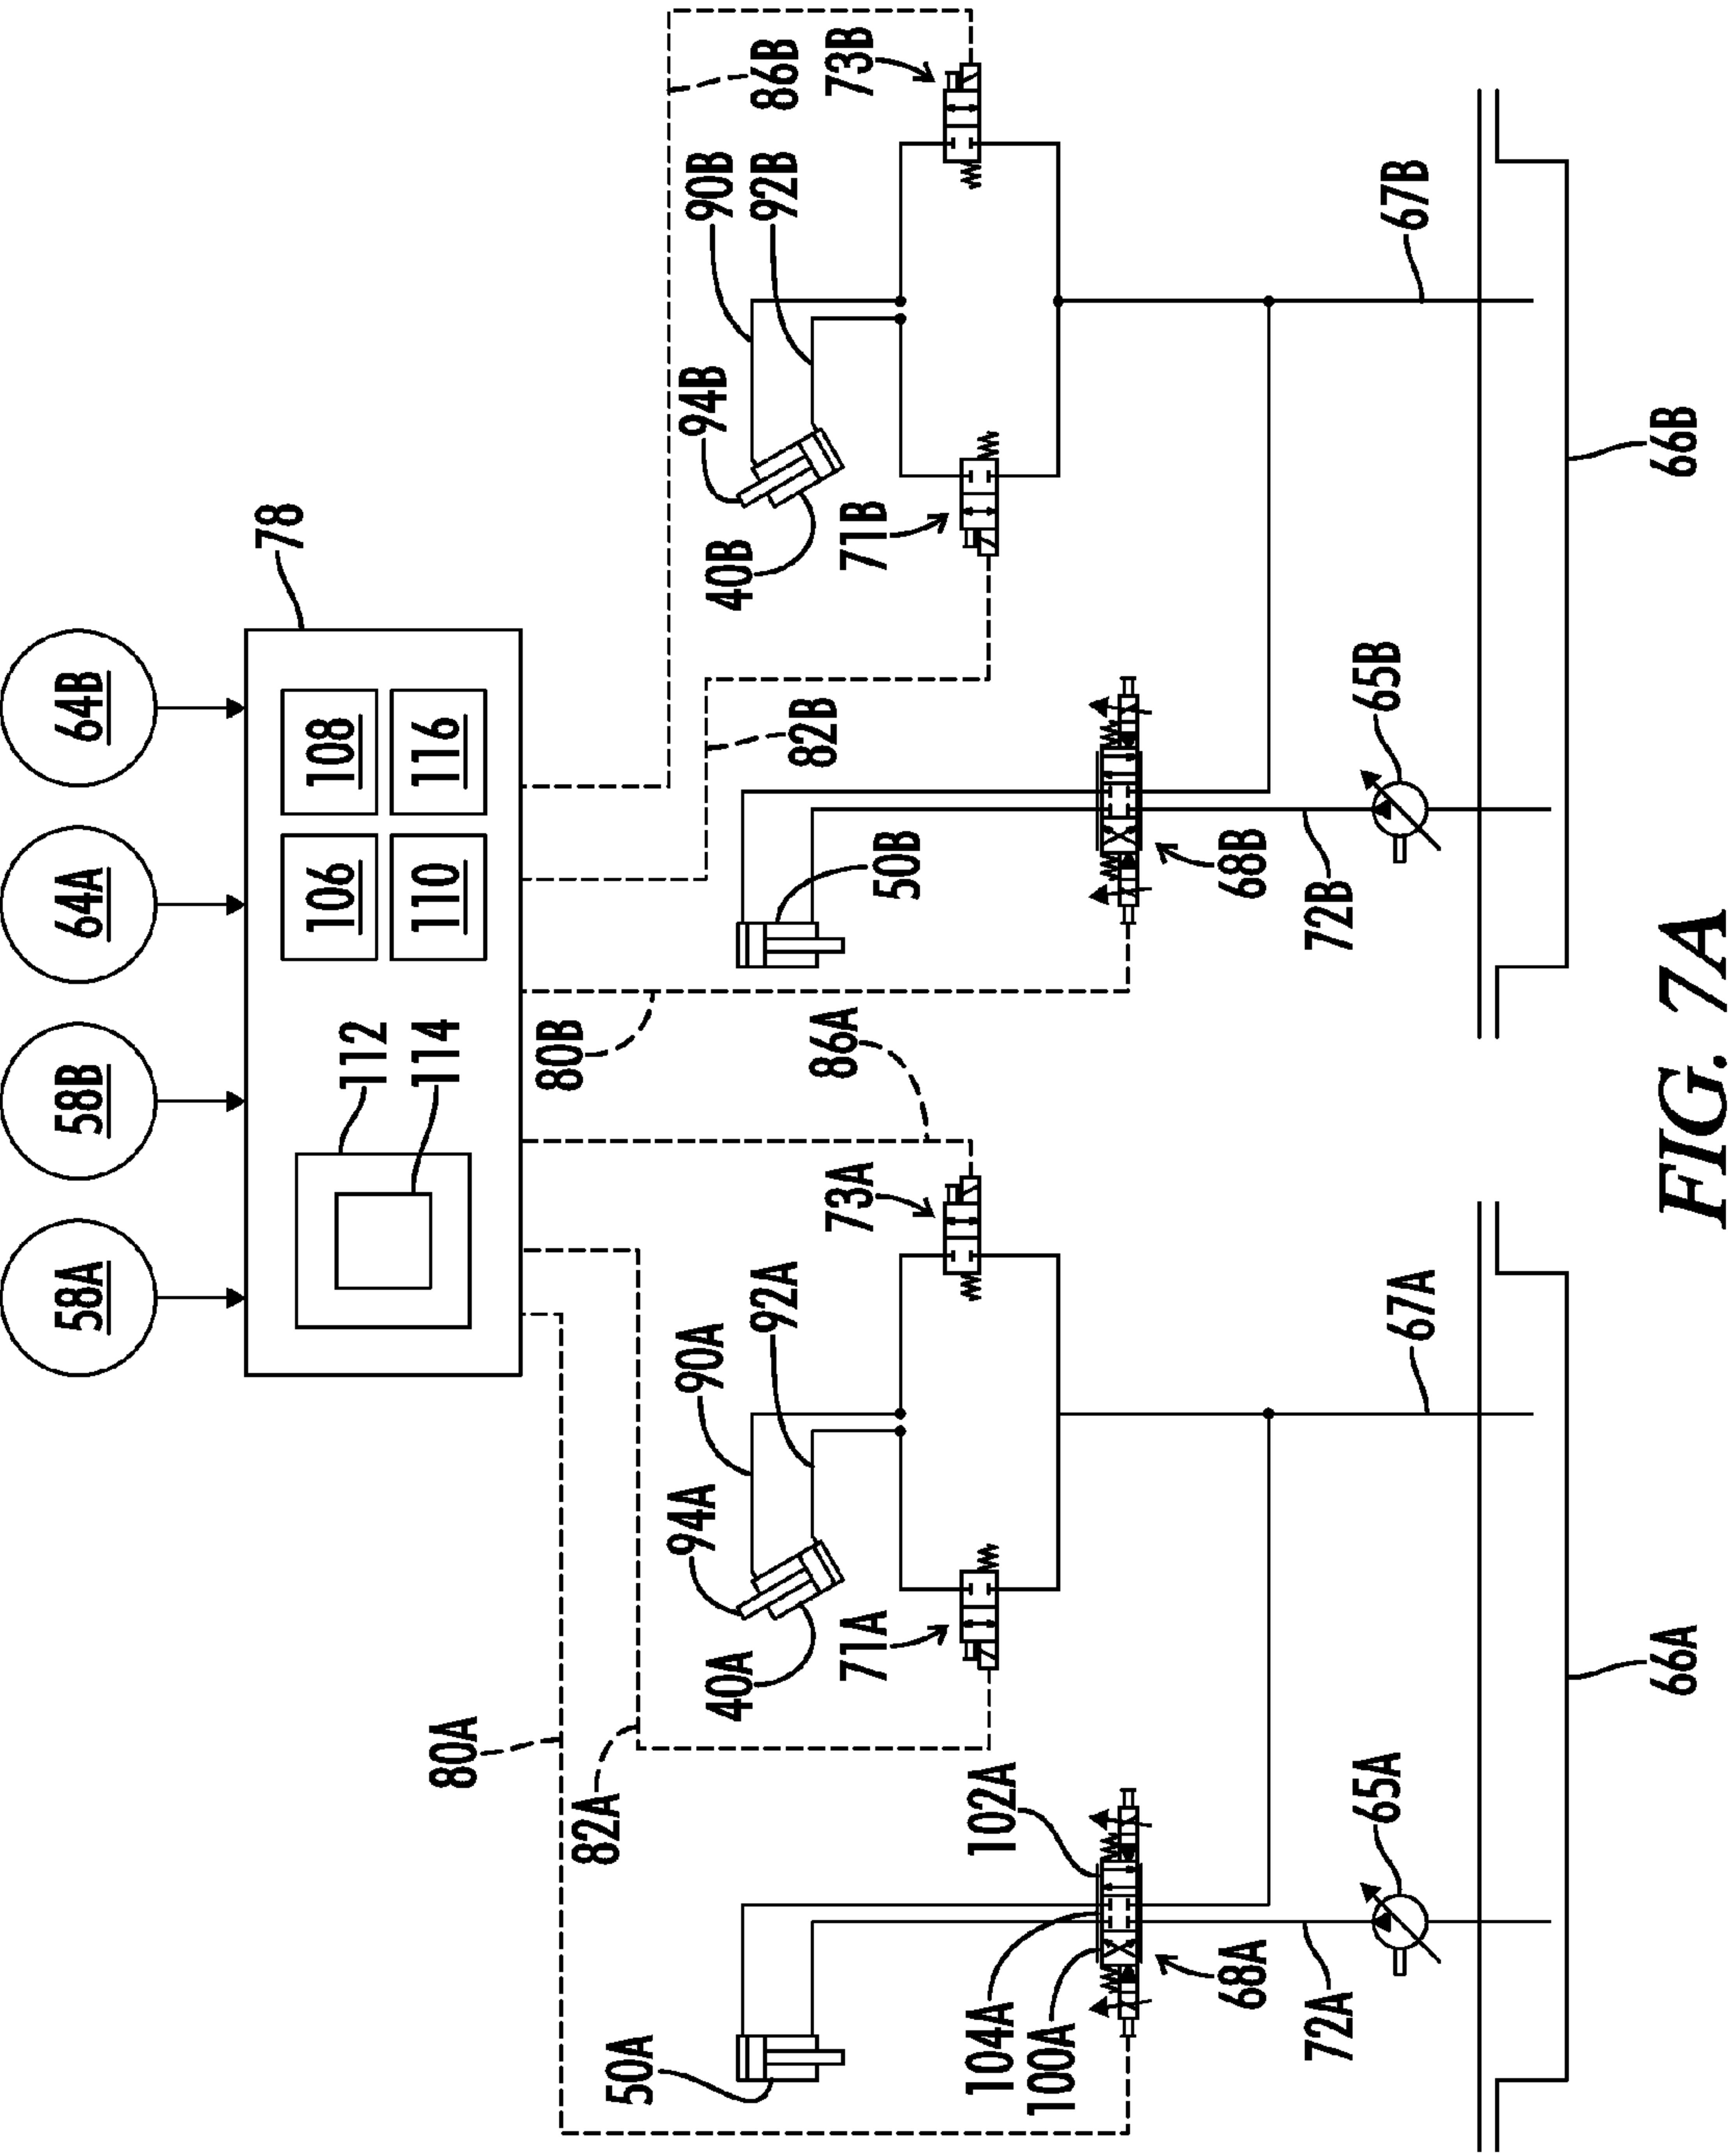 64B
64A
58B
58A
78
108
116
106
110
112
114
86B
73B
90B
92B
94B
40B
71B
82B
67B
65B
50B
68B
72B
66B
80B
86A
73A
90A
92A
94A
40A
71A
67A
80A
82A
102A
65A
104A
100A
68A
50A
72A
66A
FIG. 7A